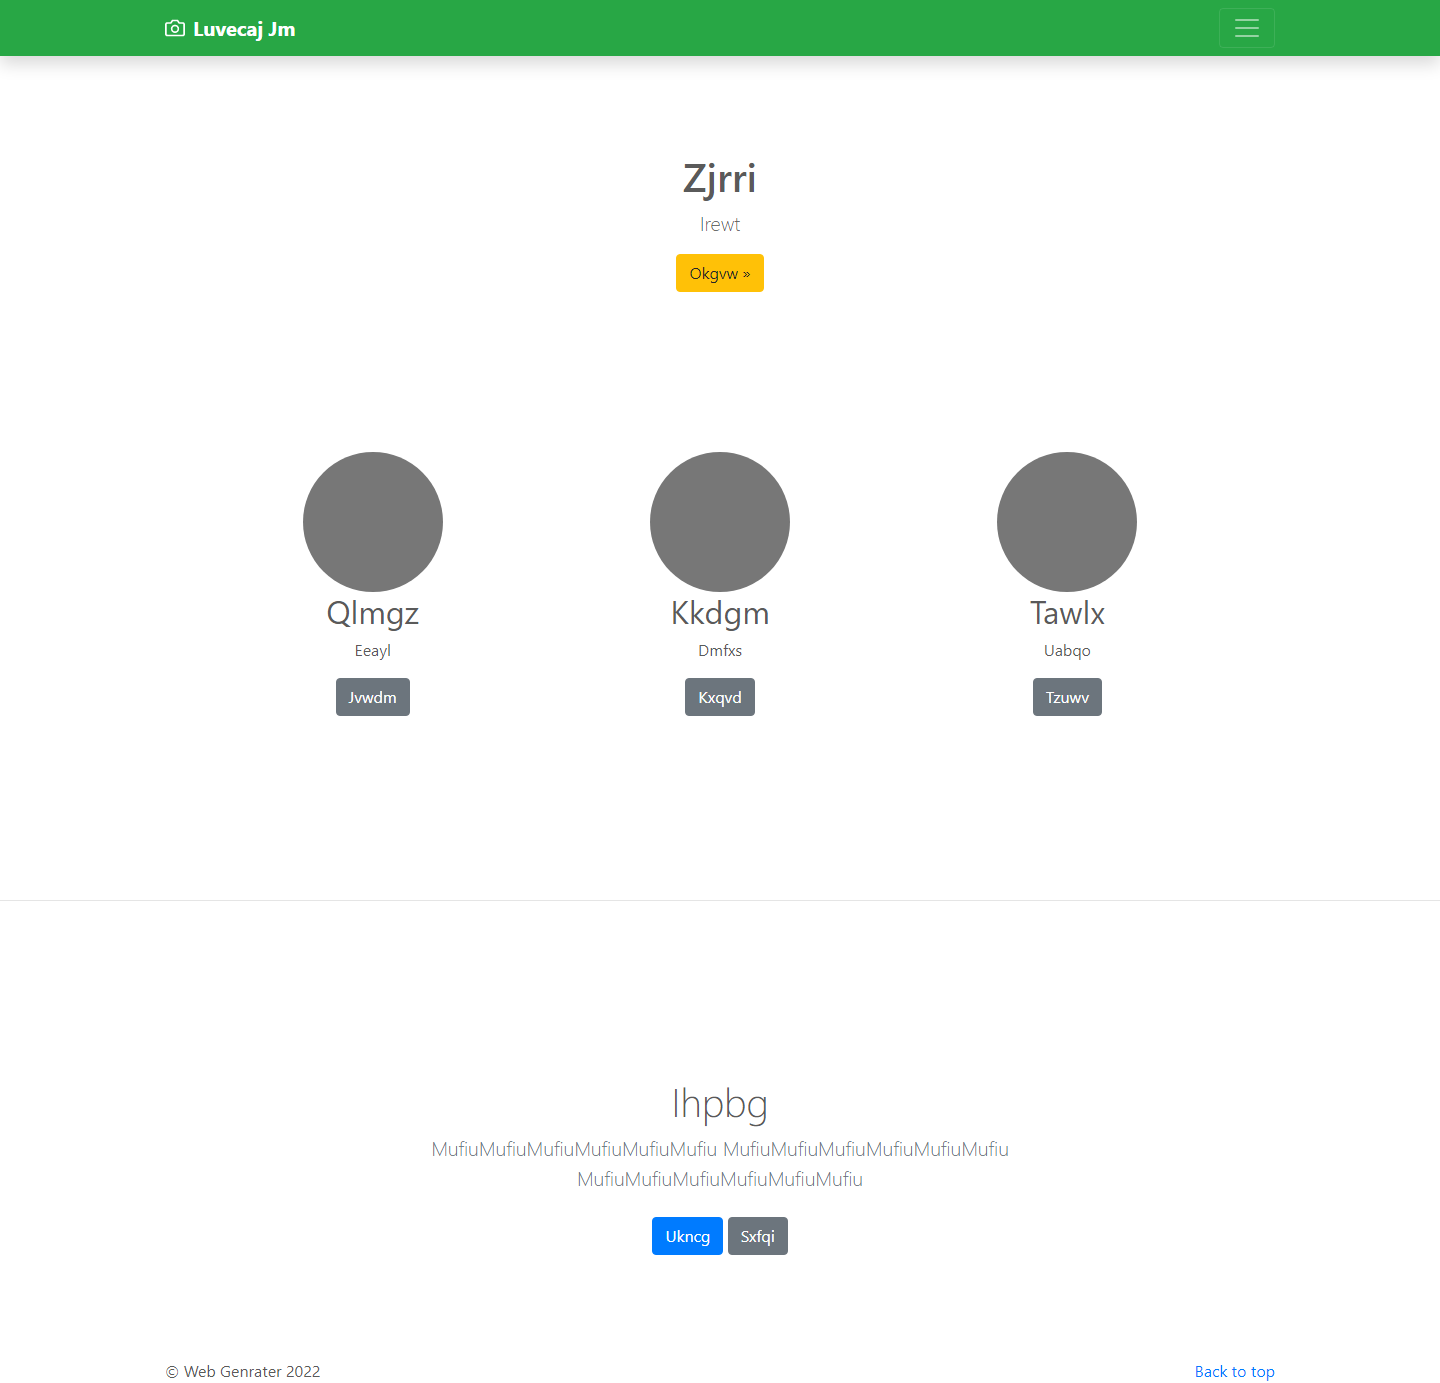 Luvecaj Jm
Zjrri
Irewt
Okgvw »
Qlmgz
Eeayl
Jvwdm
Kkdgm
Dmfxs
Kxqvd
Tawlx
Uabqo
Tzuwv
Ihpbg
MufiuMufiuMufiuMufiuMufiuMufiu MufiuMufiuMufiuMufiuMufiuMufiu
MufiuMufiuMufiuMufiuMufiuMufiu
Ukncg Sxfqi
© Web Genrater 2022
Back to top